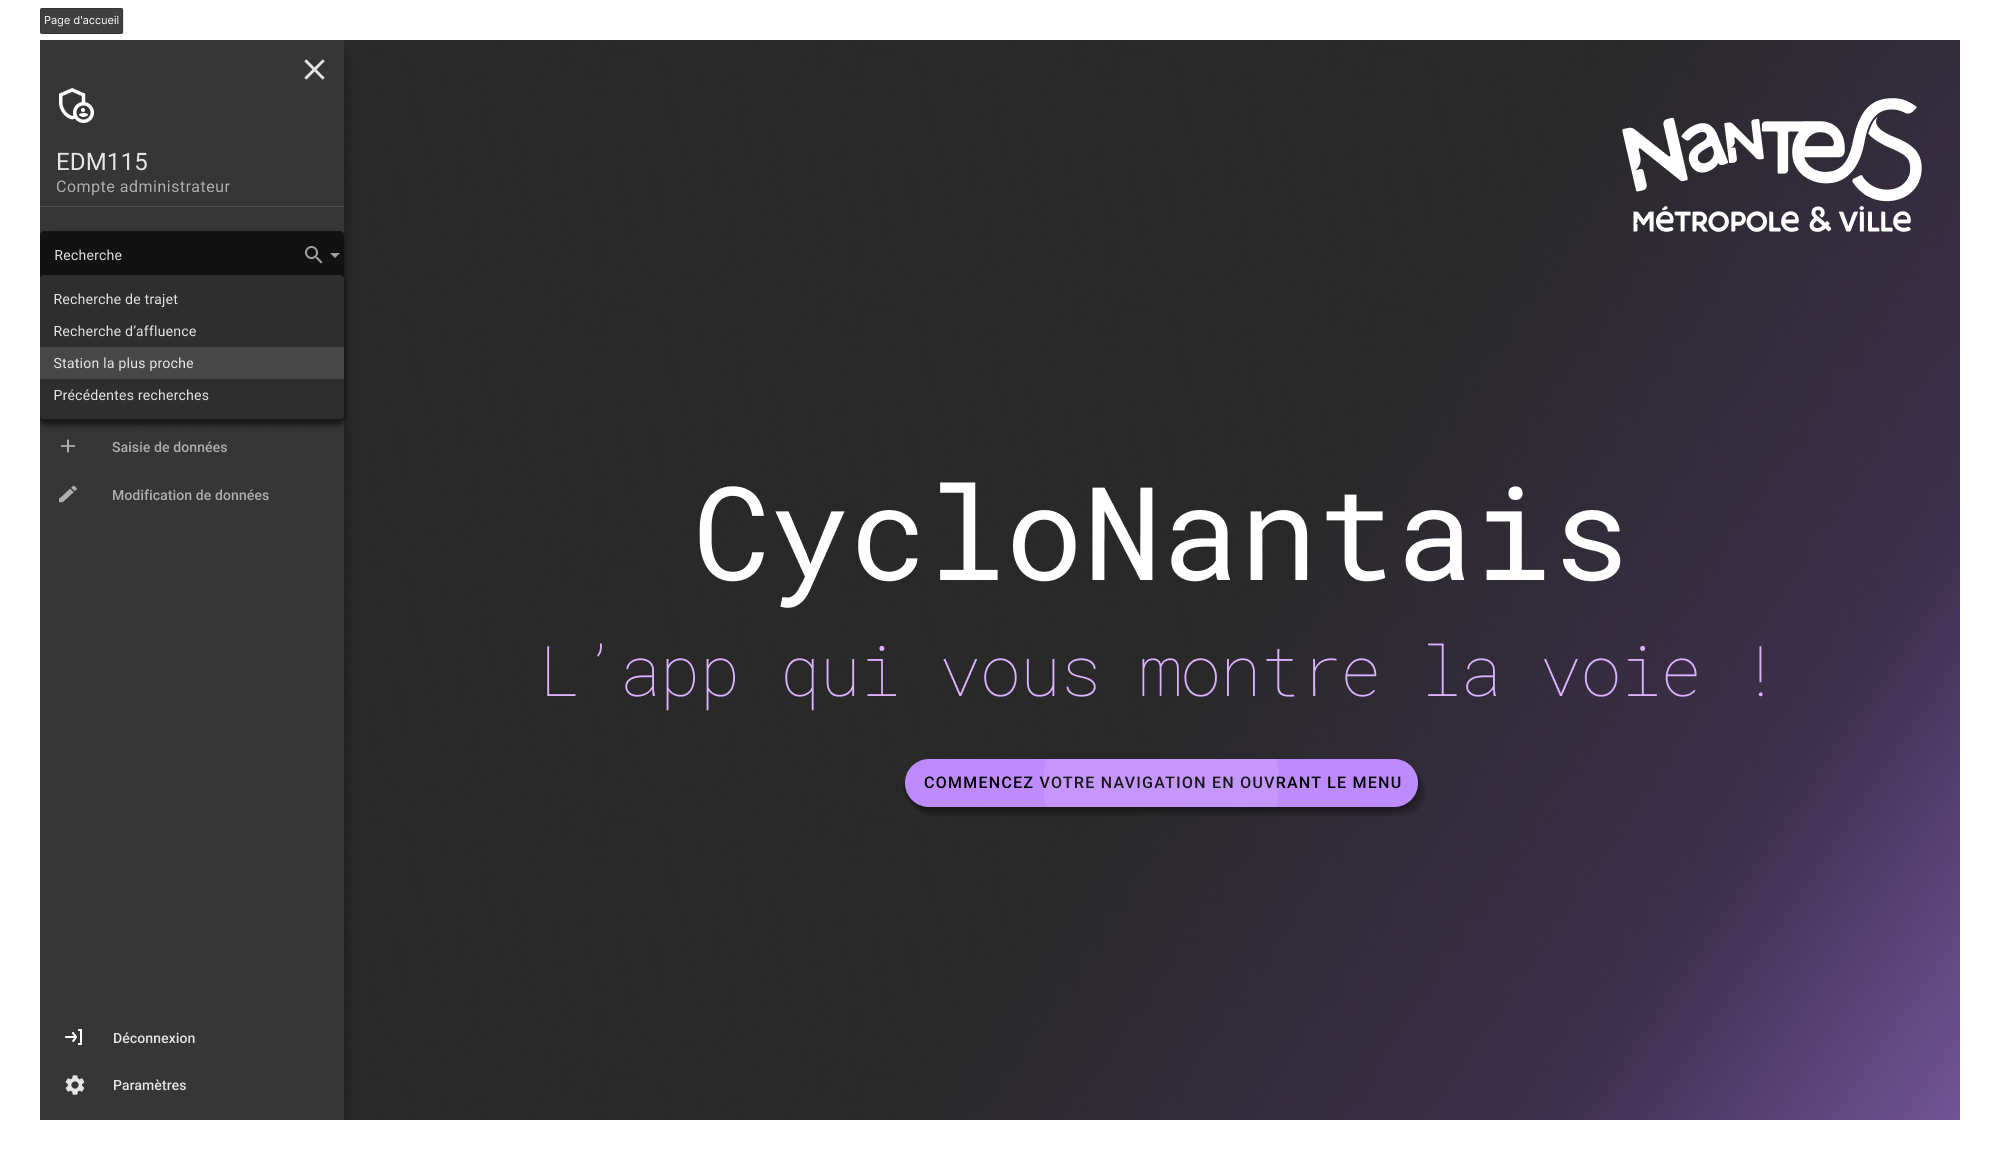 Page d'accueil
EDM115
Compte administrateur
Recherche
Recherche de trajet
Recherche d'affluence
Station la plus proche
Précédentes recherches
Saisie de données
Modification de données
Déconnexion
Paramètres
Nantes
Métropole & Ville
CycloNantais
L'app qui vous montre la voie !
COMMENCEZ VOTRE NAVIGATION EN OUVRANT LE MENU